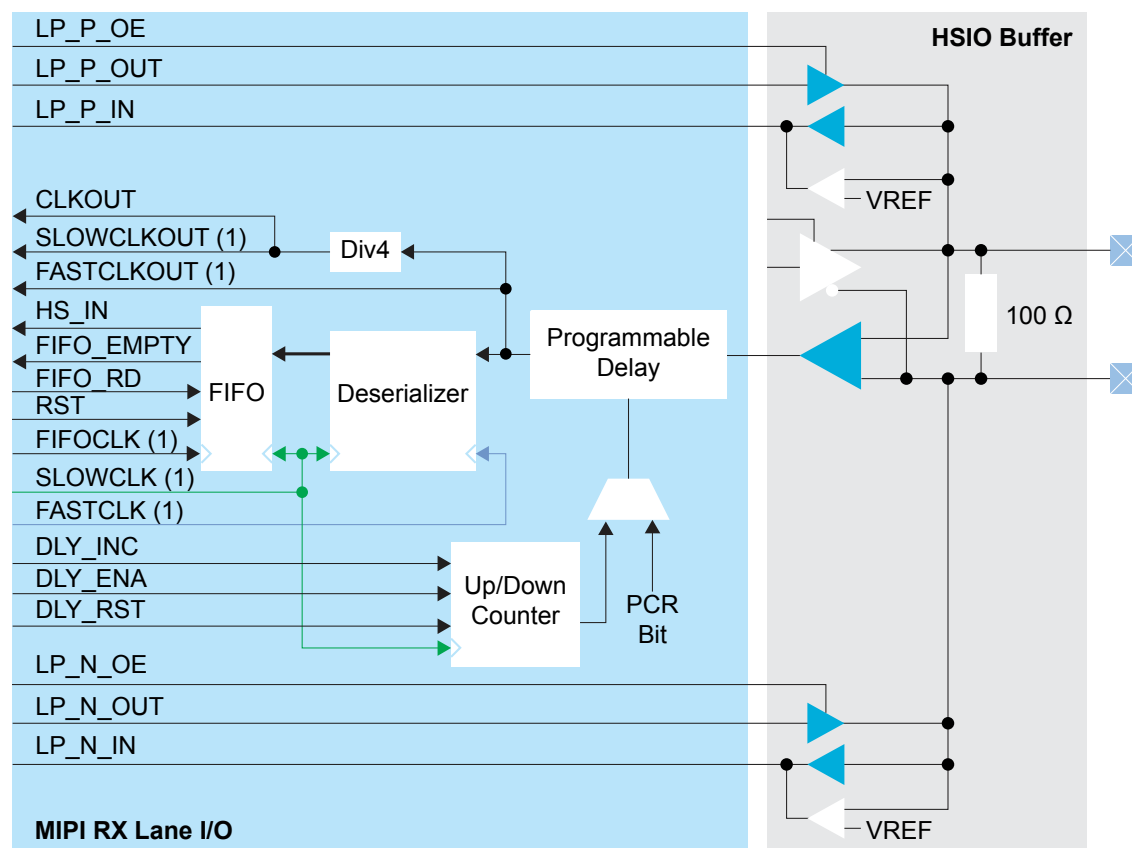 LP_P_OE
HSIO Buffer
LP_P_OUT
LP_P_IN
VREF
CLKOUT
SLOWCLKOUT (1)
Div4
FASTCLKOUT (1)
HS_IN
FIFO_EMPTY
FIFO_RD
RST
FIFOCLK (1)
SLOWCLK (1)
FASTCLK (1)
FIFO
Deserializer
Programmable
Delay
100 Ω
DLY_INC
DLY_ENA
DLY_RST
Up/Down
Counter
PCR
Bit
LP_N_OE
LP_N_OUT
LP_N_IN
VREF
MIPI RX Lane I/O